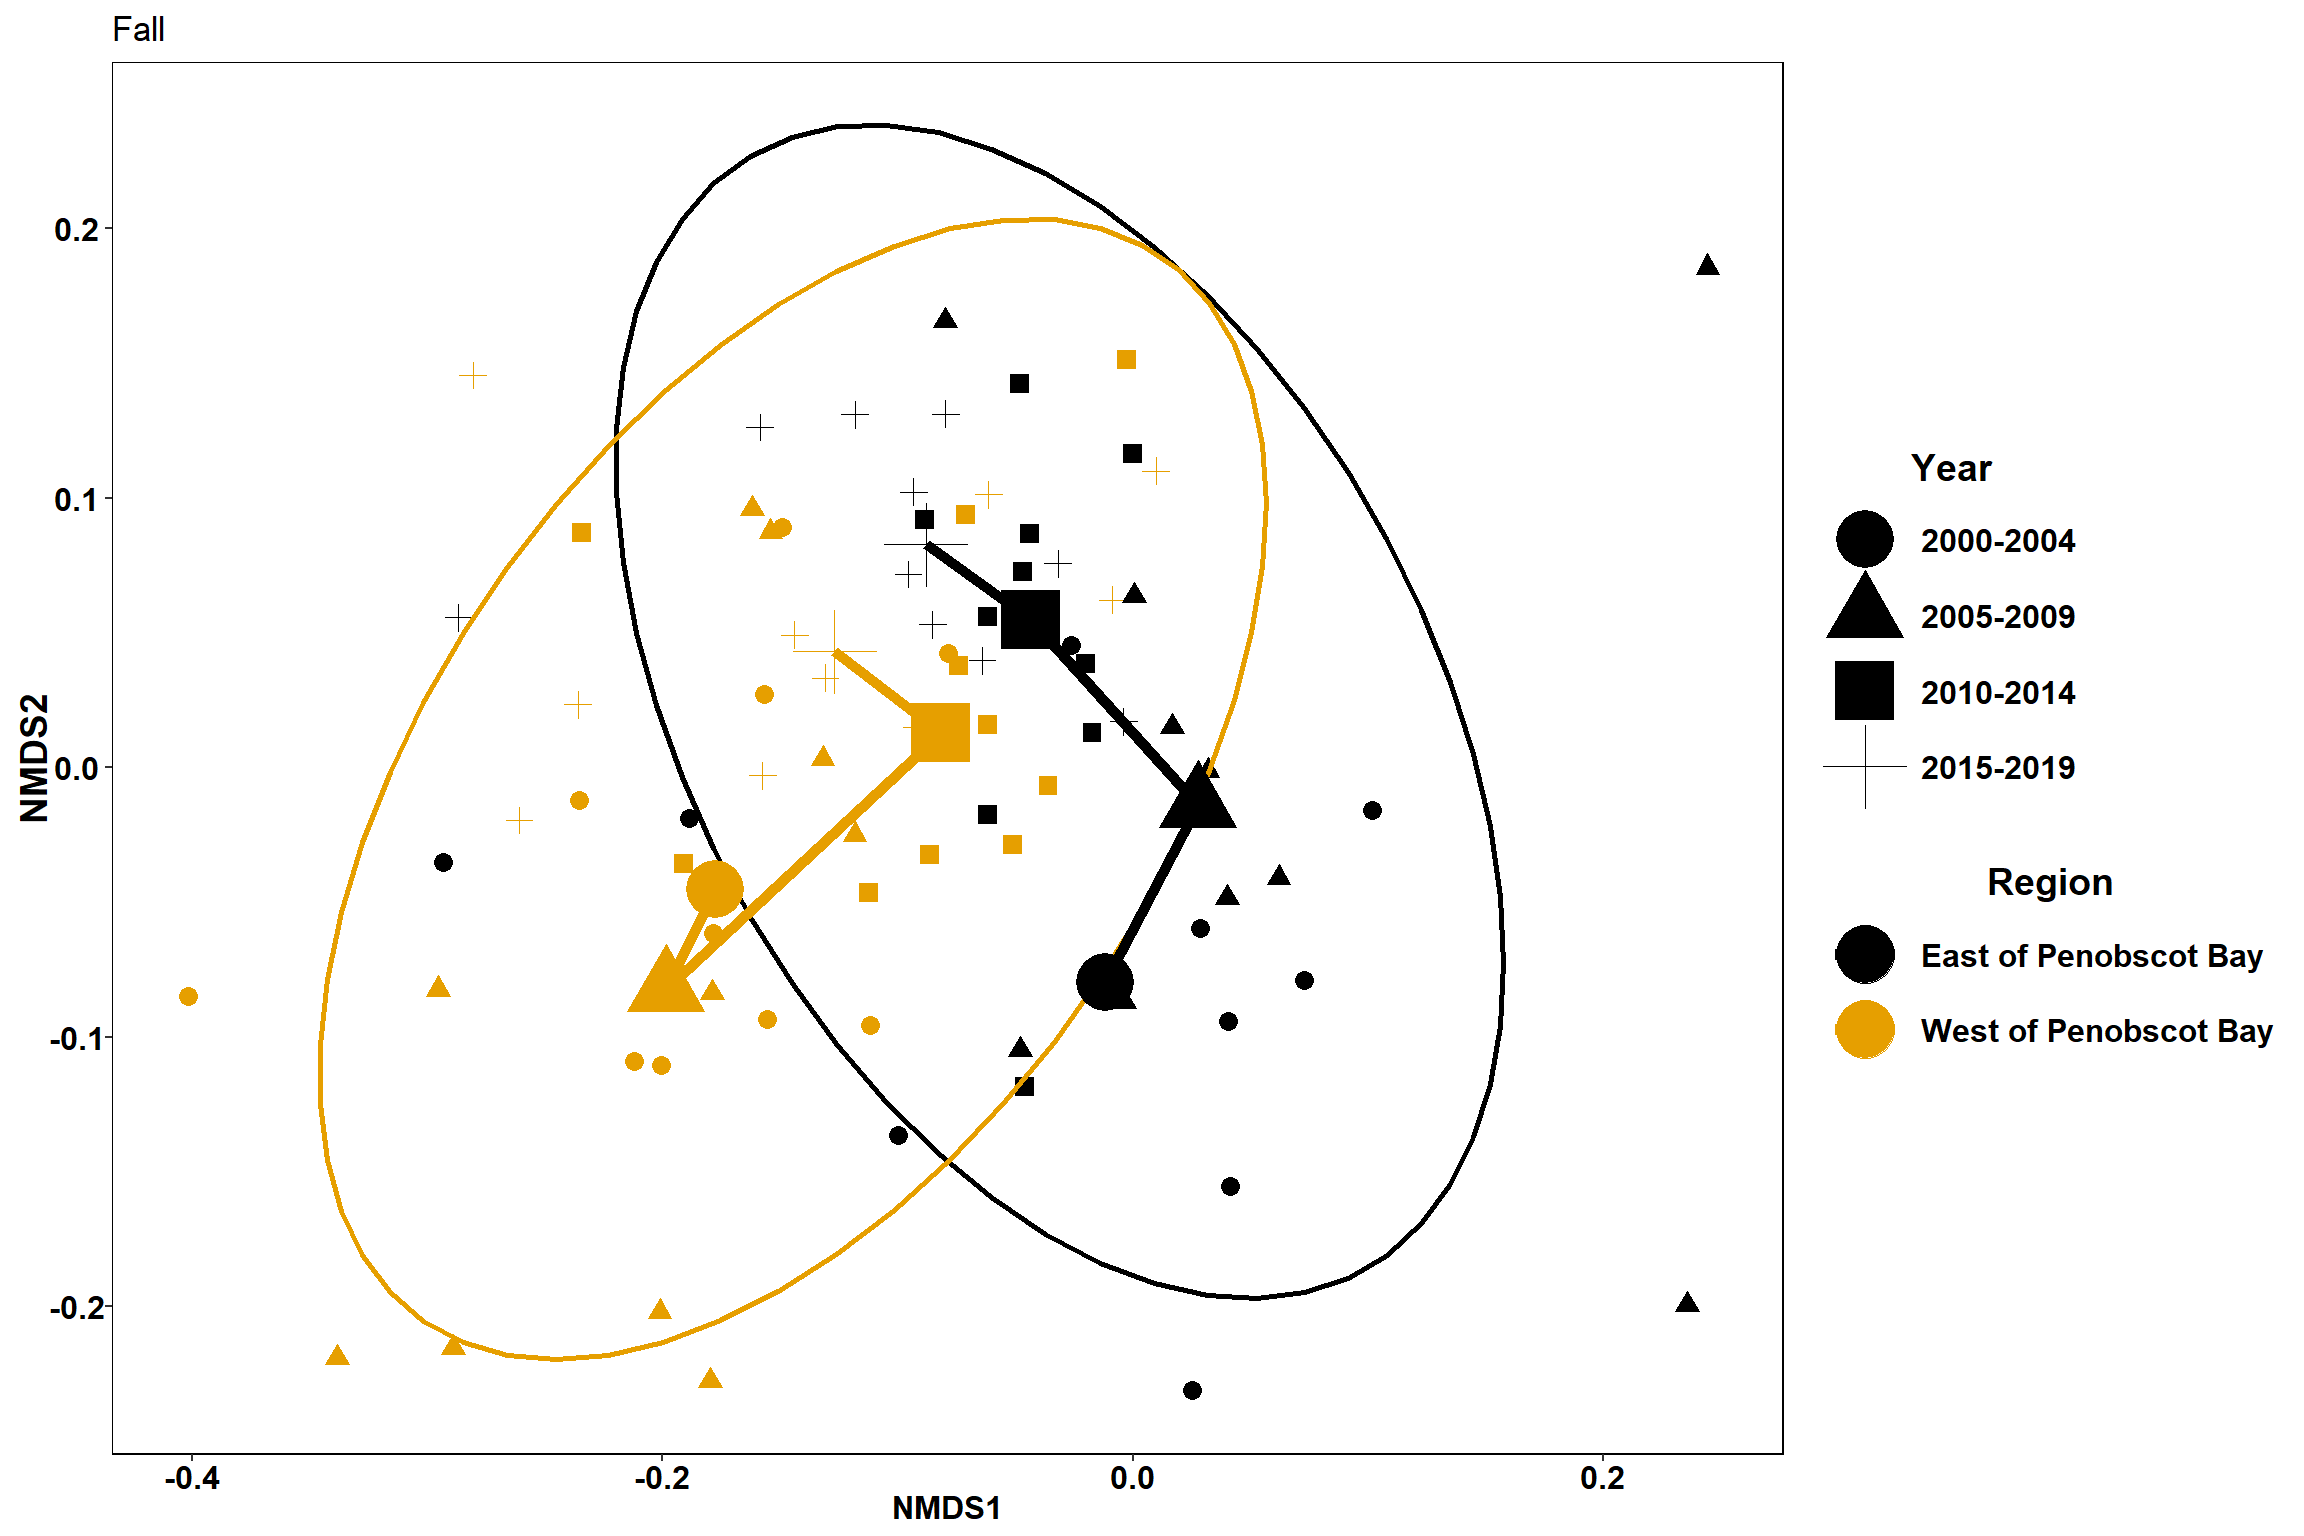 Fall
0.2
0.1
0.0
-0.1
-0.2
NMDS2
-0.4
-0.2
0.0
0.2
NMDS1
Year
2000-2004
2005-2009
2010-2014
2015-2019
Region
East of Penobscot Bay
West of Penobscot Bay